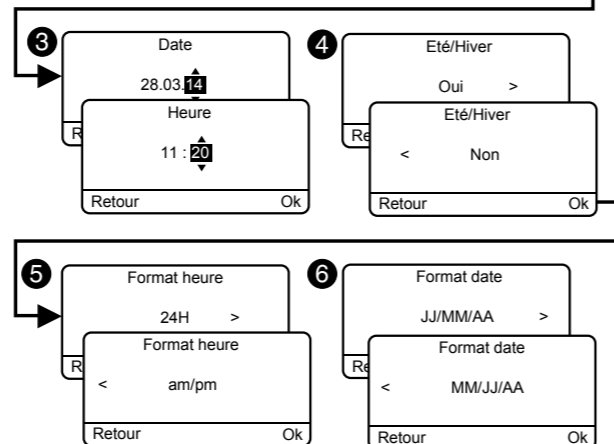 3
Date
28.03.14
R
Heure
11 : 20
Retour Ok
4
Eté/Hiver
Oui >
Re
Eté/Hiver
< Non
Retour Ok
5
Format heure
24H >
R
Format heure
< am/pm
Retour Ok
6
Format date
JJ/MM/AA >
Re
Format date
< MM/JJ/AA
Retour Ok